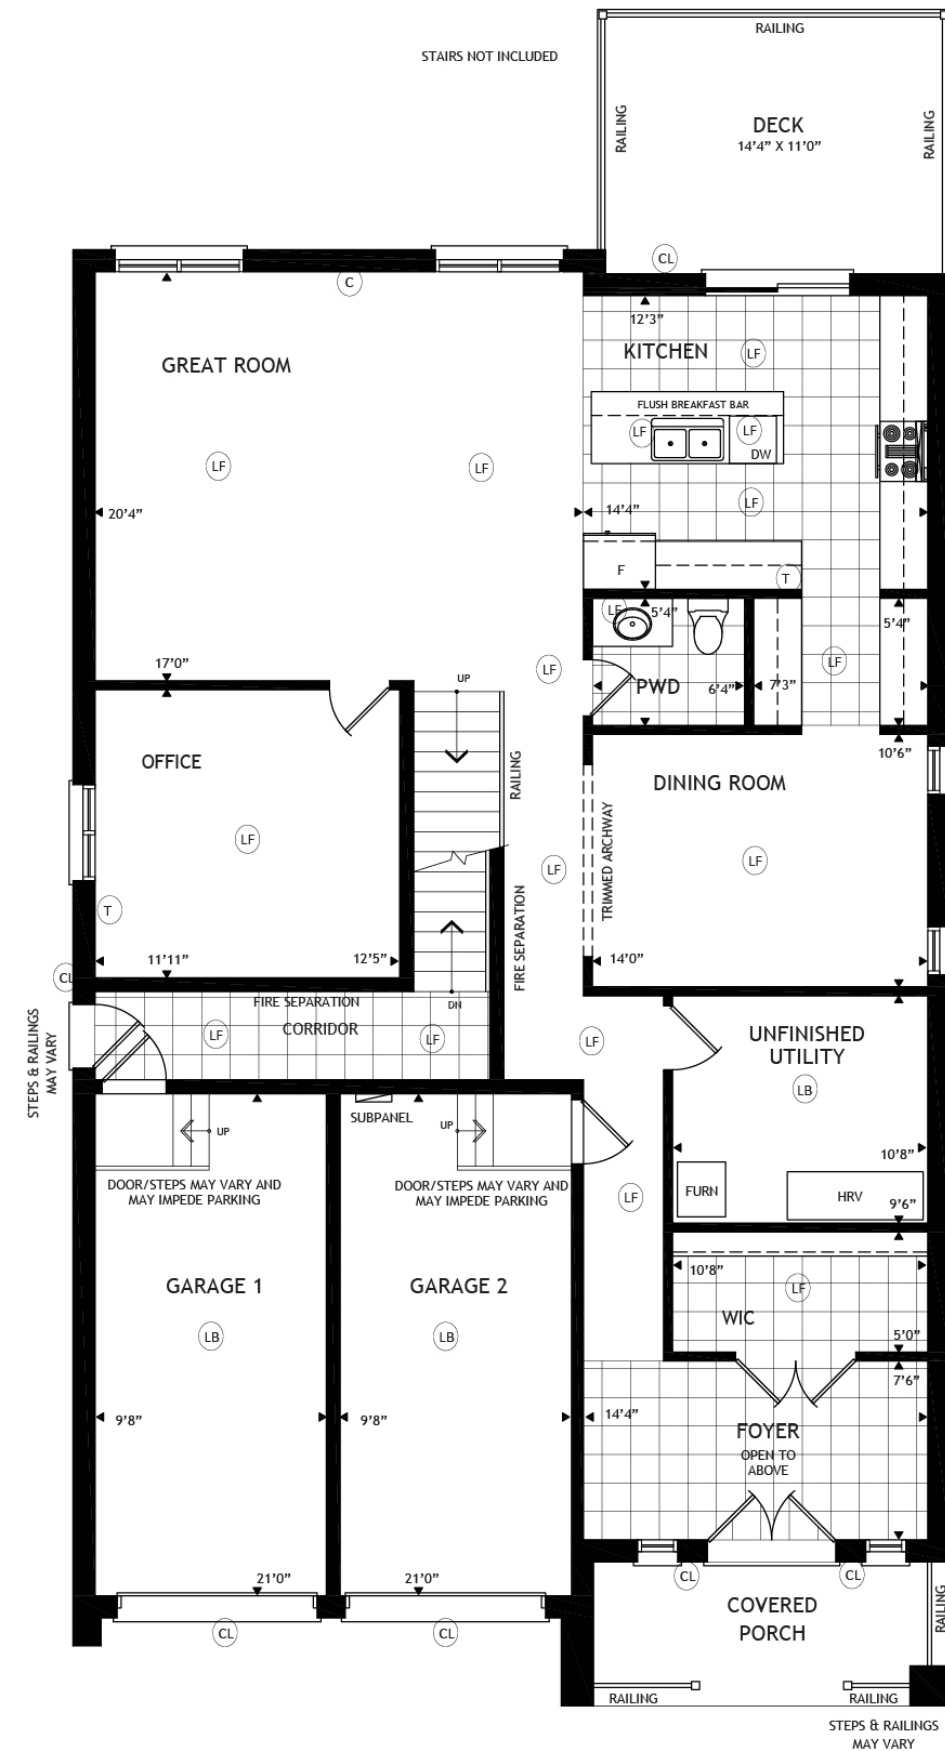 RAILING
STAIRS NOT INCLUDED
RAILING
RAILING
DECK
14'4" X 11'0"
CL
C
12'3"
KITCHEN
LF
GREAT ROOM
FLUSH BREAKFAST BAR
LF
LF
DW
LF
LF
LF
20'4"
14'4"
F
T
LF
5'4"
5'4"
17'0"
LF
UP
PWD
6'4"
7'3"
LF
OFFICE
RAILING
10'6"
DINING ROOM
LF
LF
TRIMMED ARCHWAY
LF
T
FIRE SEPARATION
11'11"
12'5"
14'0"
CL
FIRE SEPARATION
DN
CORRIDOR
LF
LF
STEPS & RAILINGS
MAY VARY
LF
UNFINISHED
UTILITY
LB
SUBPANEL
UP
UP
10'8"
DOOR/STEPS MAY VARY AND
MAY IMPEDE PARKING
DOOR/STEPS MAY VARY AND
MAY IMPEDE PARKING
LF
FURN
HRV
9'6"
10'8"
LF
GARAGE 1
GARAGE 2
WIC
LB
LB
5'0"
7'6"
9'8"
9'8"
14'4"
FOYER
OPEN TO
ABOVE
21'0"
21'0"
CL
CL
CL
CL
COVERED
PORCH
RAILING
RAILING
RAILING
STEPS & RAILINGS
MAY VARY